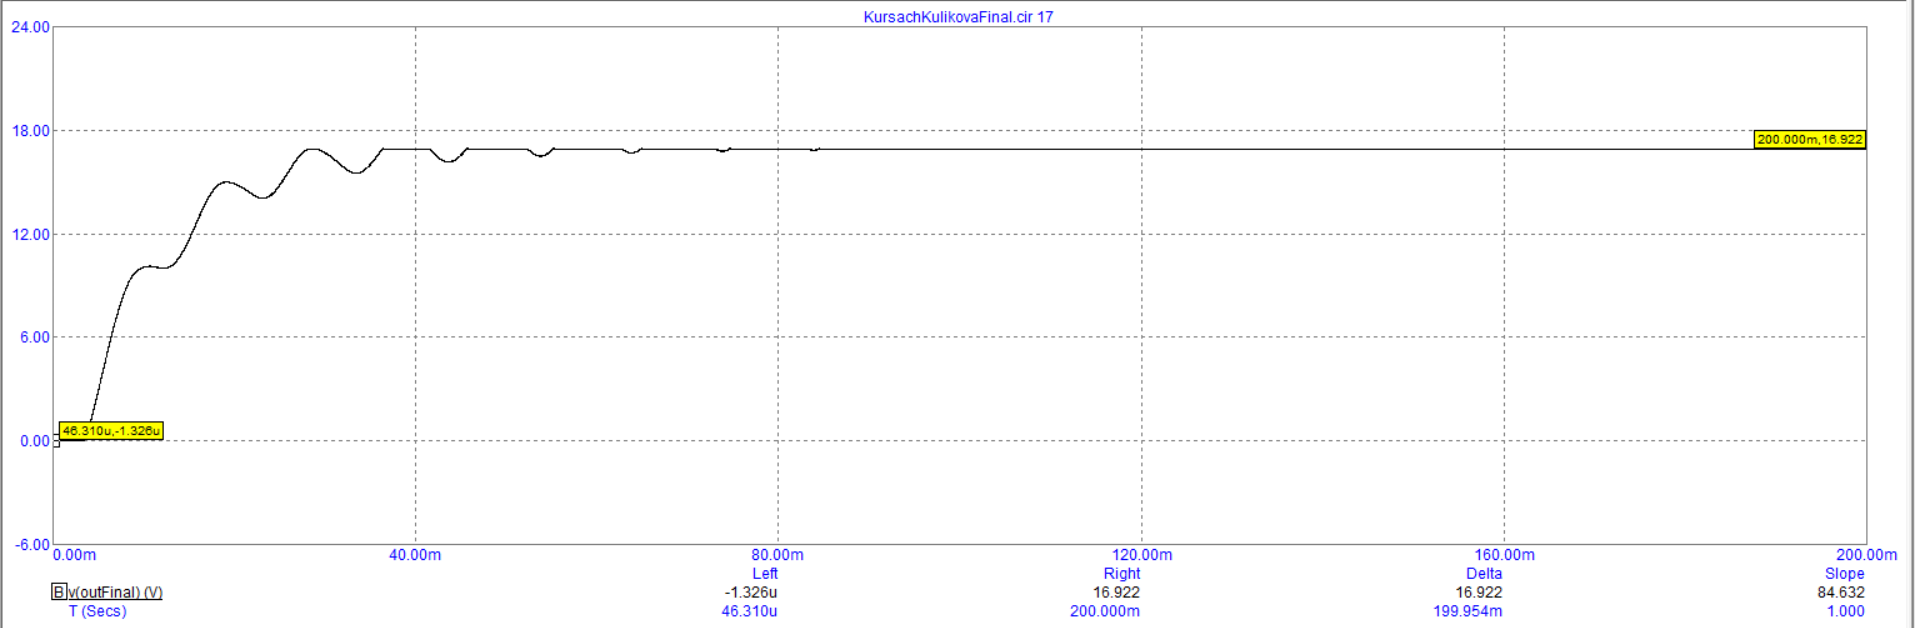 KursachKulikovaFinal.cir 17
24.00
18.00
200.000m,16.922
12.00
6.00
46.310u,-1.326u
0.00
-6.00
0.00m 40.00m 80.00m 120.00m 160.00m 200.00m
Left Right Delta Slope
B v(outFinal) (V) -1.326u 16.922 16.922 84.632
T (Secs) 46.310u 200.000m 199.954m 1.000